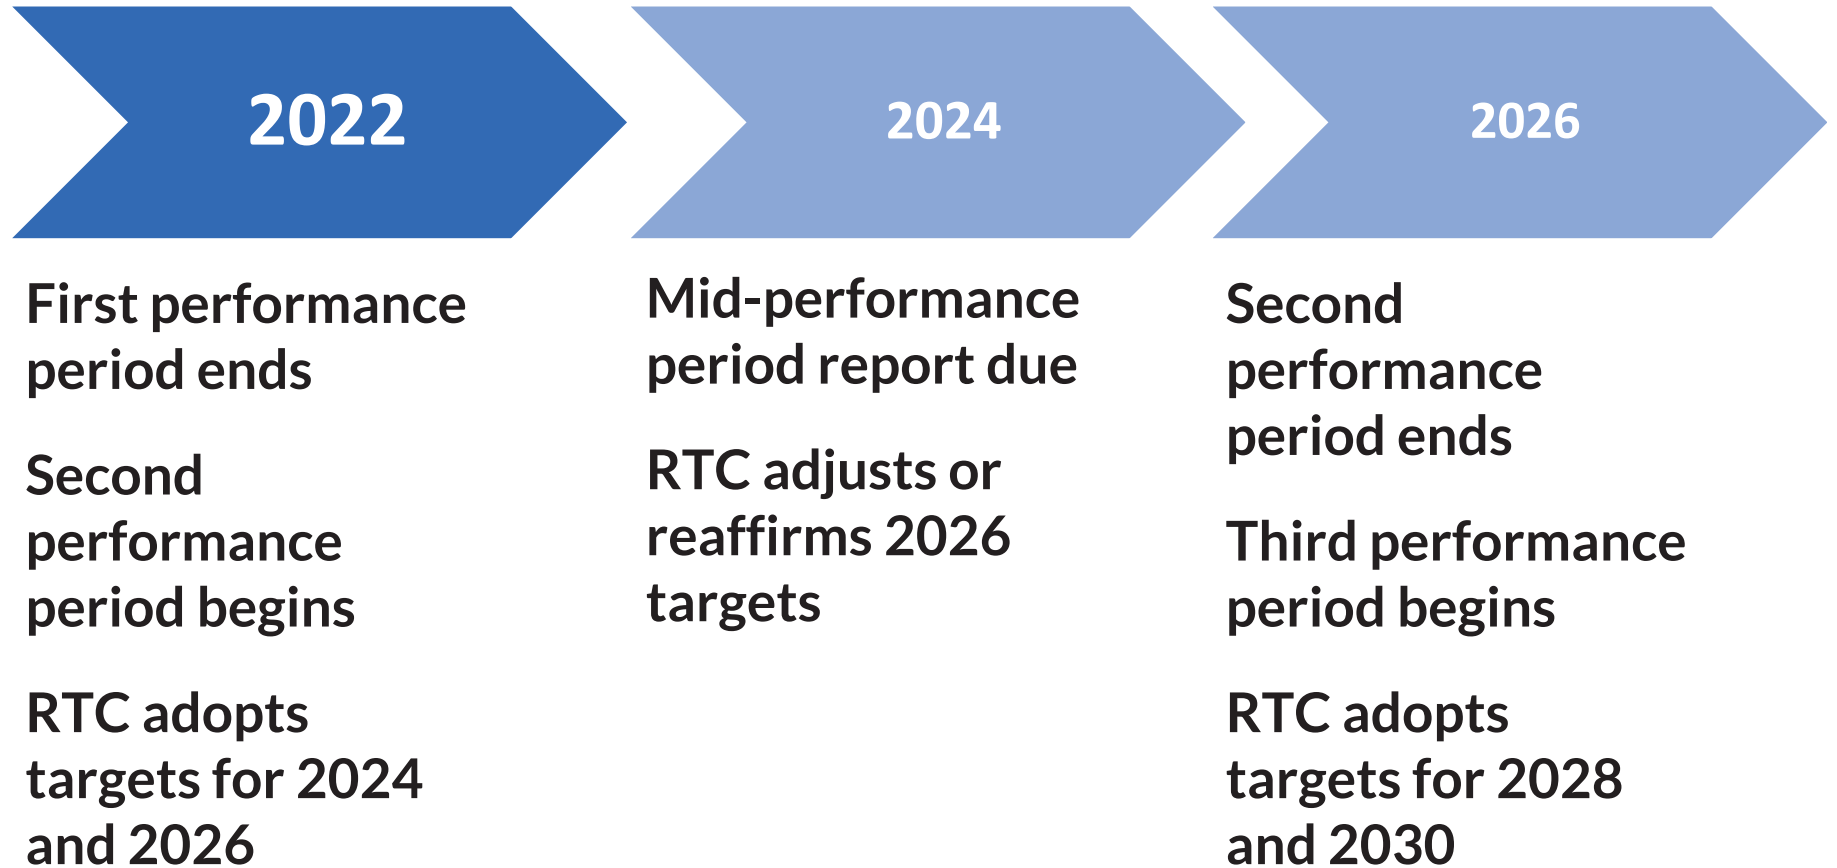 2022
First performance
period ends
Second
performance
period begins
RTC adopts
targets for 2024
and 2026
2024
Mid-performance
period report due
RTC adjusts or
reaffirms 2026
targets
2026
Second
performance
period ends
Third performance
period begins
RTC adopts
targets for 2028
and 2030